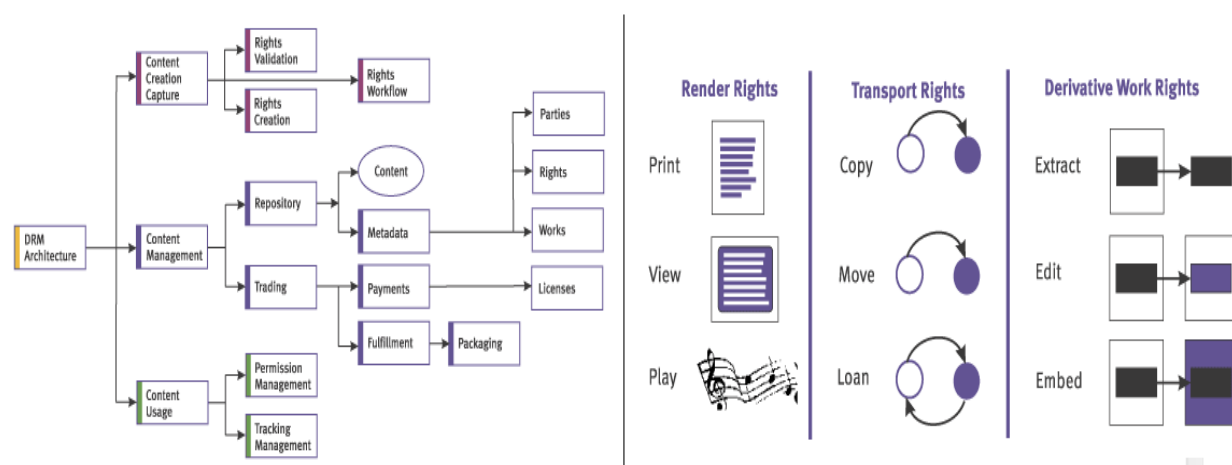 Content
Creation
Capture
Rights
Validation
Rights
Creation
Rights
Workflow
DRM
Architecture
Content
Management
Repository
Content
Metadata
Parties
Rights
Works
Trading
Payments
Licenses
Fulfillment
Packaging
Content
Usage
Permission
Management
Tracking
Management
Render Rights
Print
View
Play
Transport Rights
Copy
Move
Loan
Derivative Work Rights
Extract
Edit
Embed